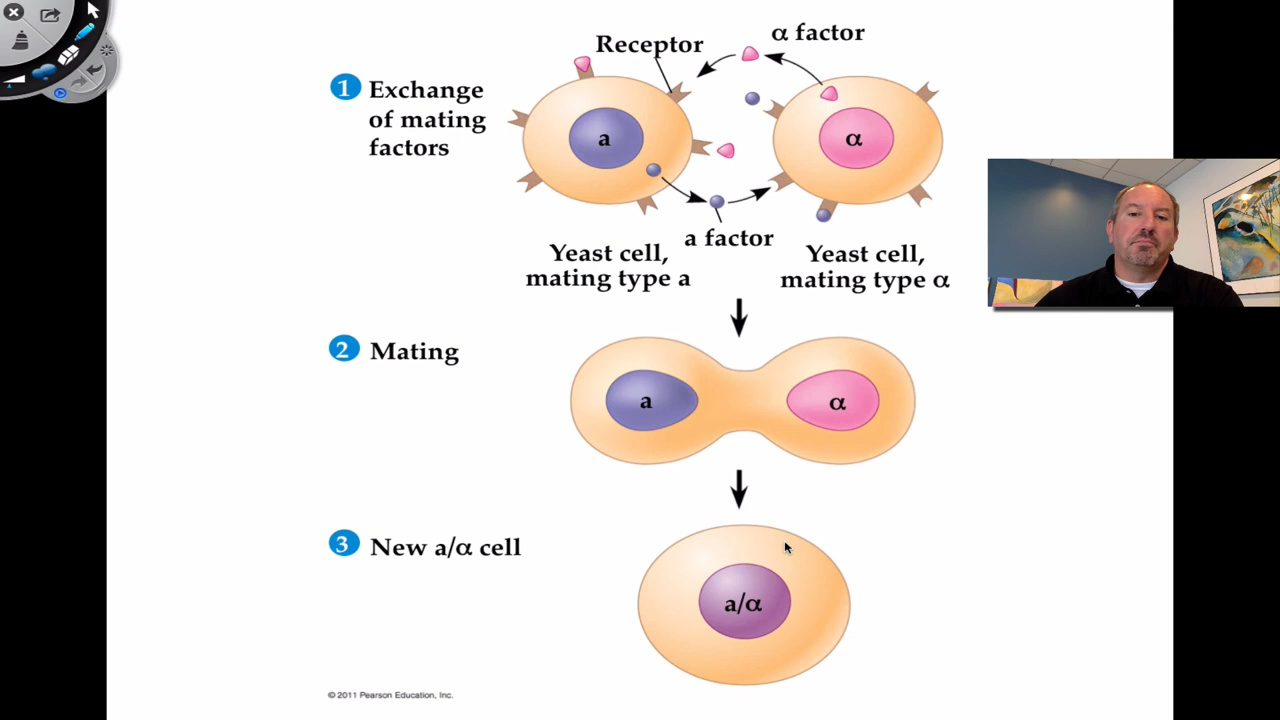 Receptor
α factor
1 Exchange
of mating
factors
a
α
a factor
Yeast cell,
mating type a
Yeast cell,
mating type α
2 Mating
a
α
3 New a/α cell
a/α
© 2011 Pearson Education, Inc.